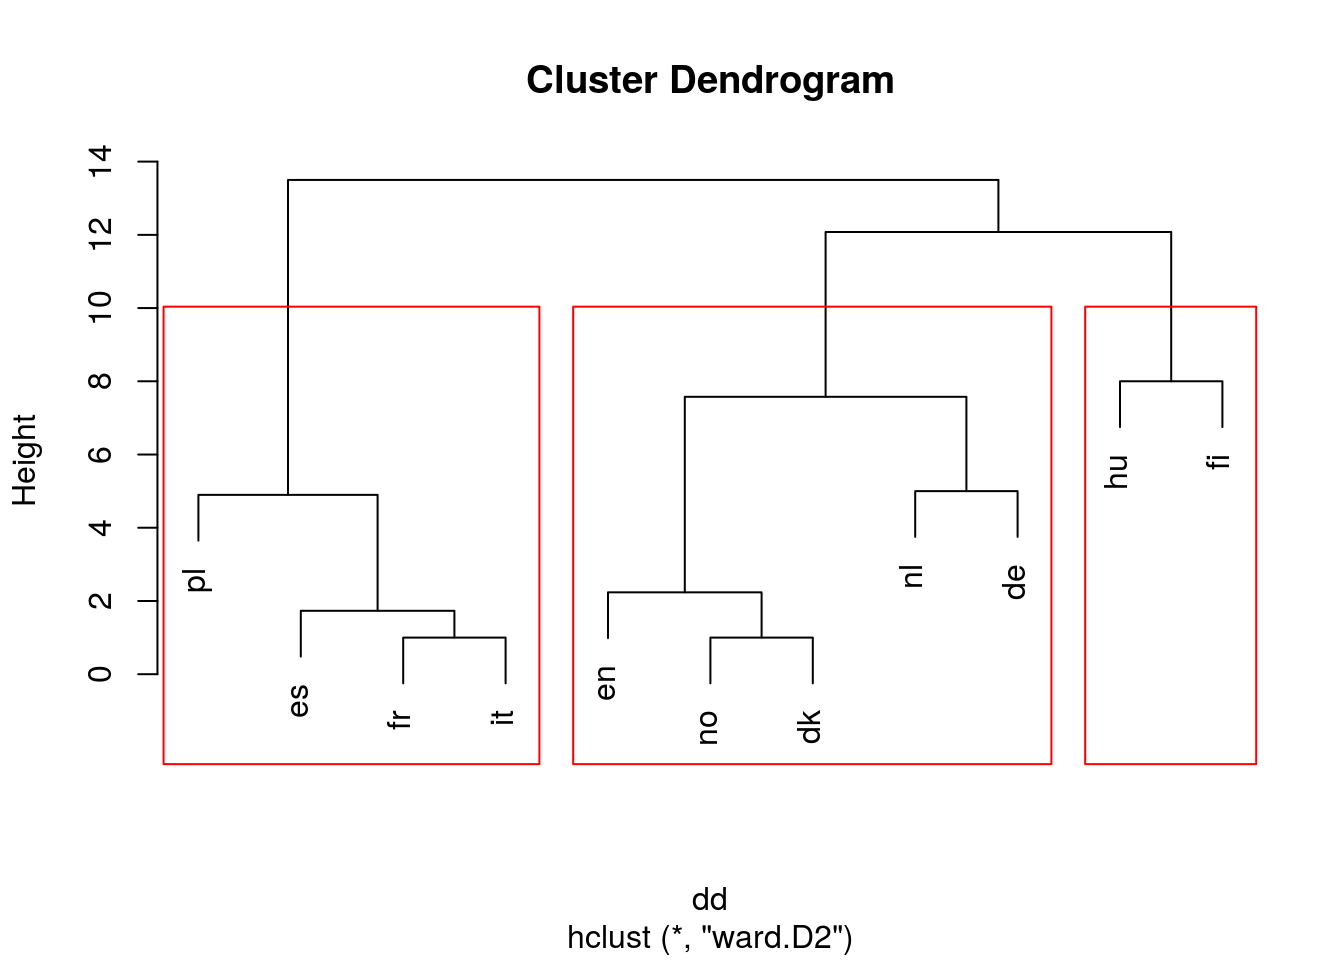 Cluster Dendrogram
Height
14
12
10
8
6
4
2
0
pl
es
fr
it
en
no
dk
nl
de
hu
fi
dd
hclust (*, "ward.D2")